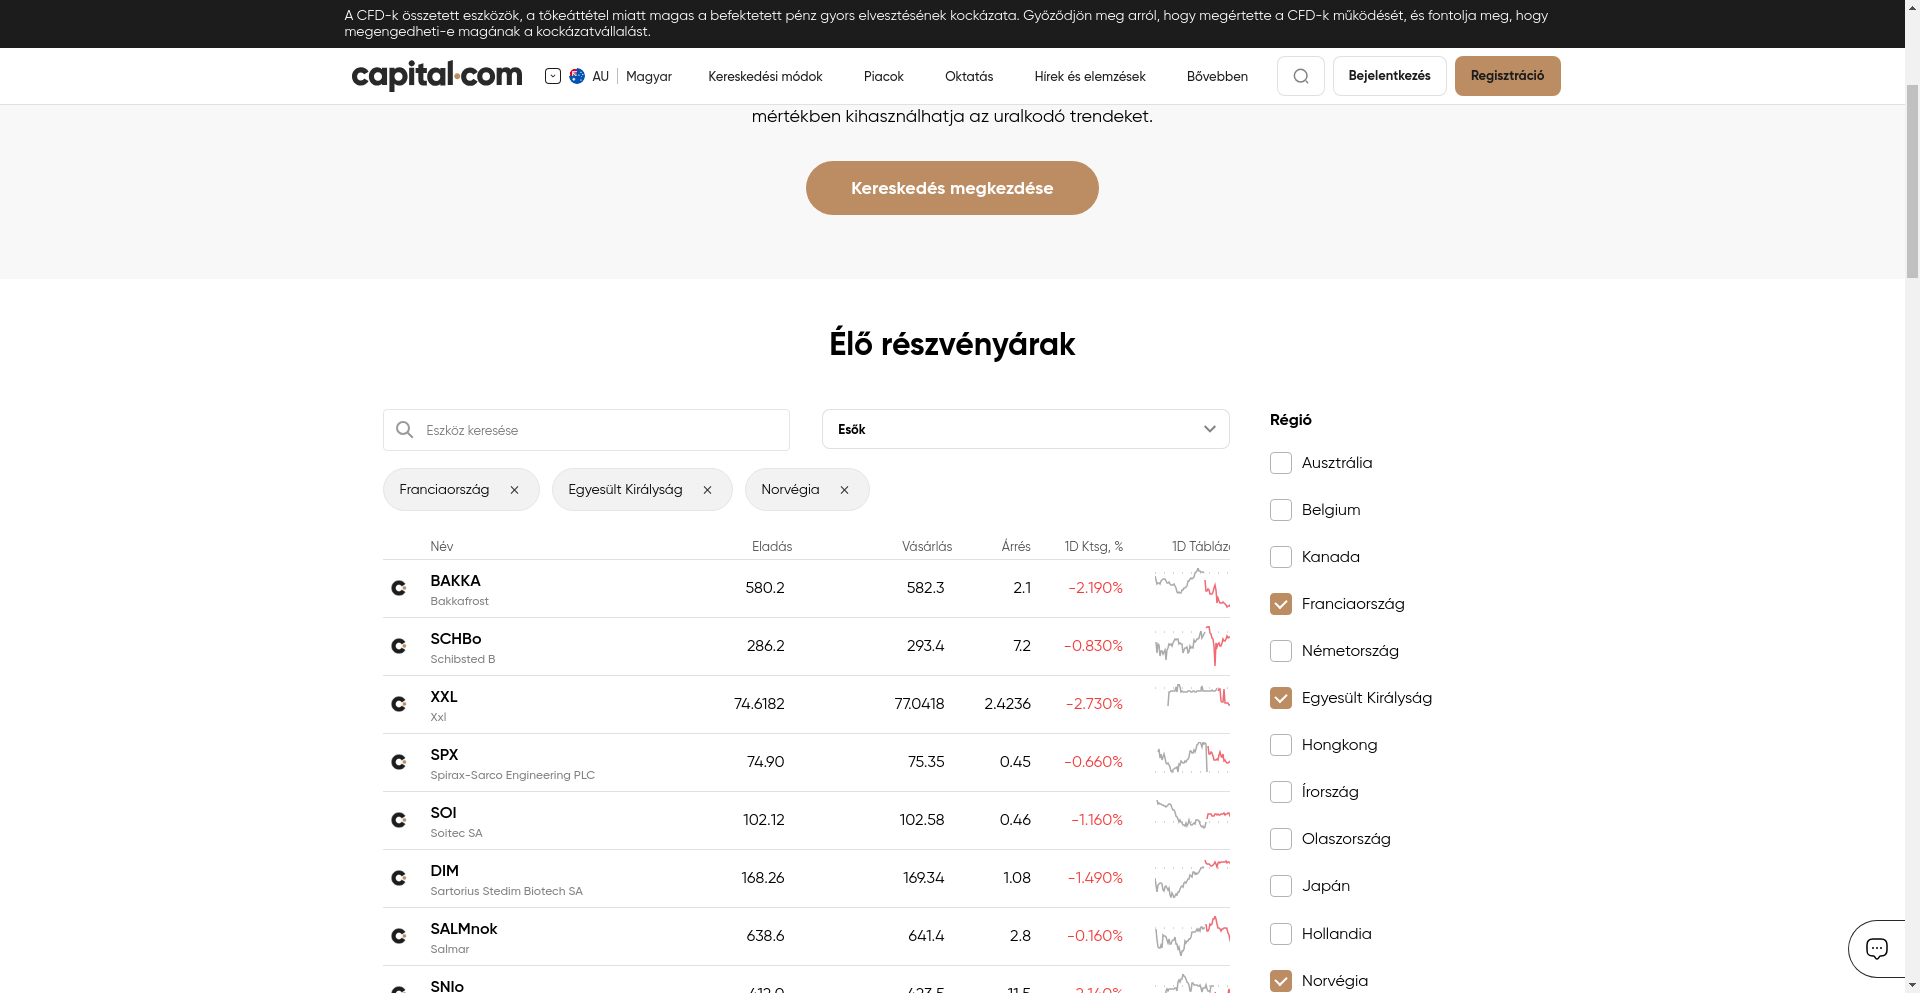 A CFD-k összetett eszközök, a tőkeáttétel miatt magas a befektetett pénz gyors elvesztésének kockázata. Győződjön meg arról, hogy megértette a CFD-k működését, és fontolja meg, hogy
megengedheti-e magának a kockázatvállalást.
capital.com
AU
Magyar
Kereskedési módok
Piacok
Oktatás
Hírek és elemzések
Bővebben
Bejelentkezés
Regisztráció
mértékben kihasználhatja az uralkodó trendeket.
Kereskedés megkezdése
Élő részvényárak
Eszköz keresése
Esők
Franciaország
Egyesült Királyság
Norvégia
Név Eladás Vásárlás Árrés 1D Ktsg, % 1D
BAKKA 580.2 582.3 2.1 -2.190%
Bakkafrost
SCHBo 286.2 293.4 7.2 -0.830%
Schibsted B
XXL 74.6182 77.0418 2.4236 -2.730%
Xxl
SPX 74.90 75.35 0.45 -0.660%
Spirax-Sarco Engineering PLC
SOI 102.12 102.58 0.46 -1.160%
Soitec SA
DIM 168.26 169.34 1.08 -1.490%
Sartorius Stedim Biotech SA
SALMnok 638.6 641.4 2.8 -0.160%
Salmar
SNIo 412.0 423.5 11.5 -2.140%
Régió
Ausztrália
Belgium
Kanada
Franciaország
Németország
Egyesült Királyság
Hongkong
Írország
Olaszország
Japán
Hollandia
Norvégia